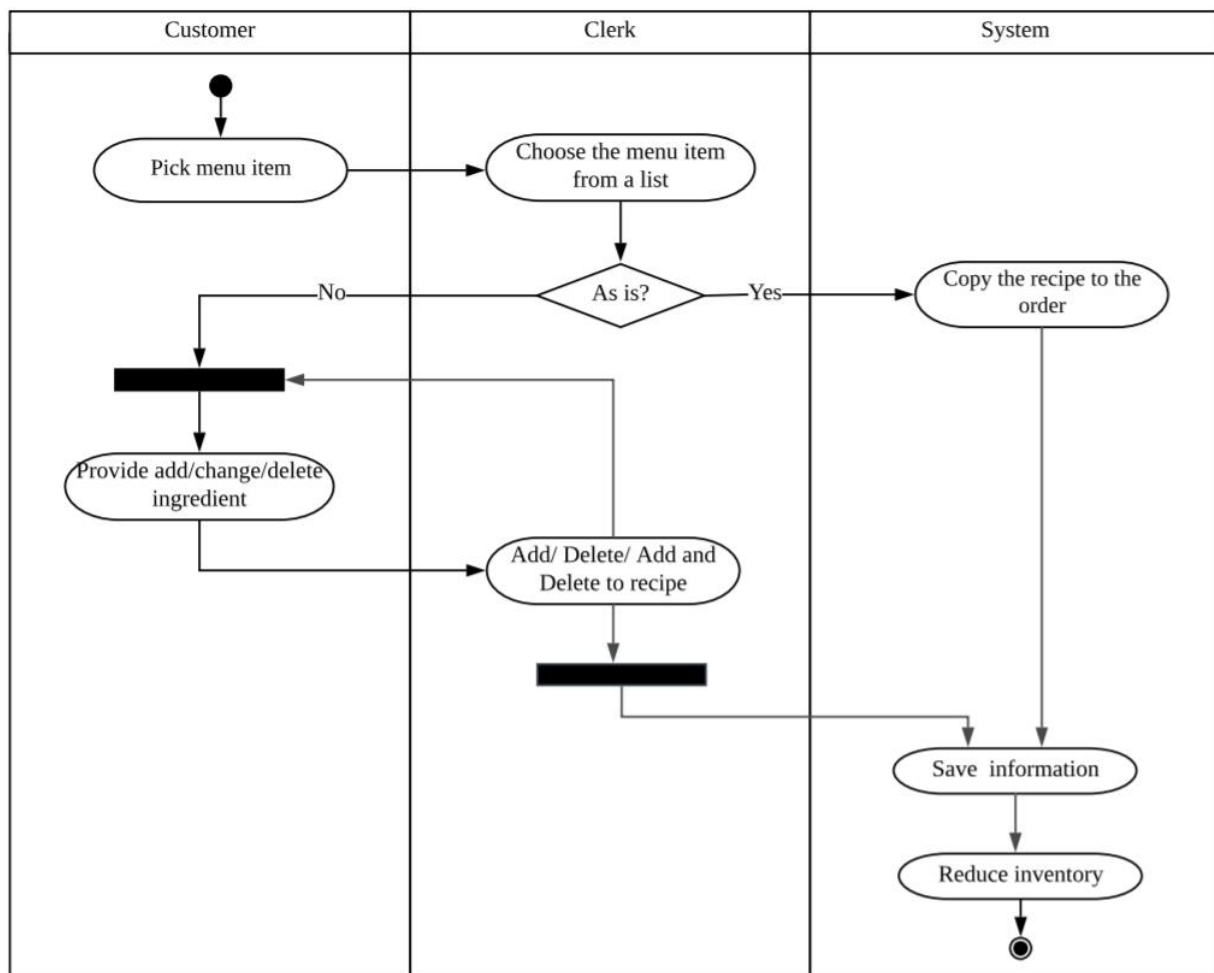 Customer
Clerk
System
Pick menu item
Choose the menu item
from a list
As is?
No
Yes
Copy the recipe to the
order
Provide add/change/delete
ingredient
Add/ Delete/ Add and
Delete to recipe
Save information
Reduce inventory